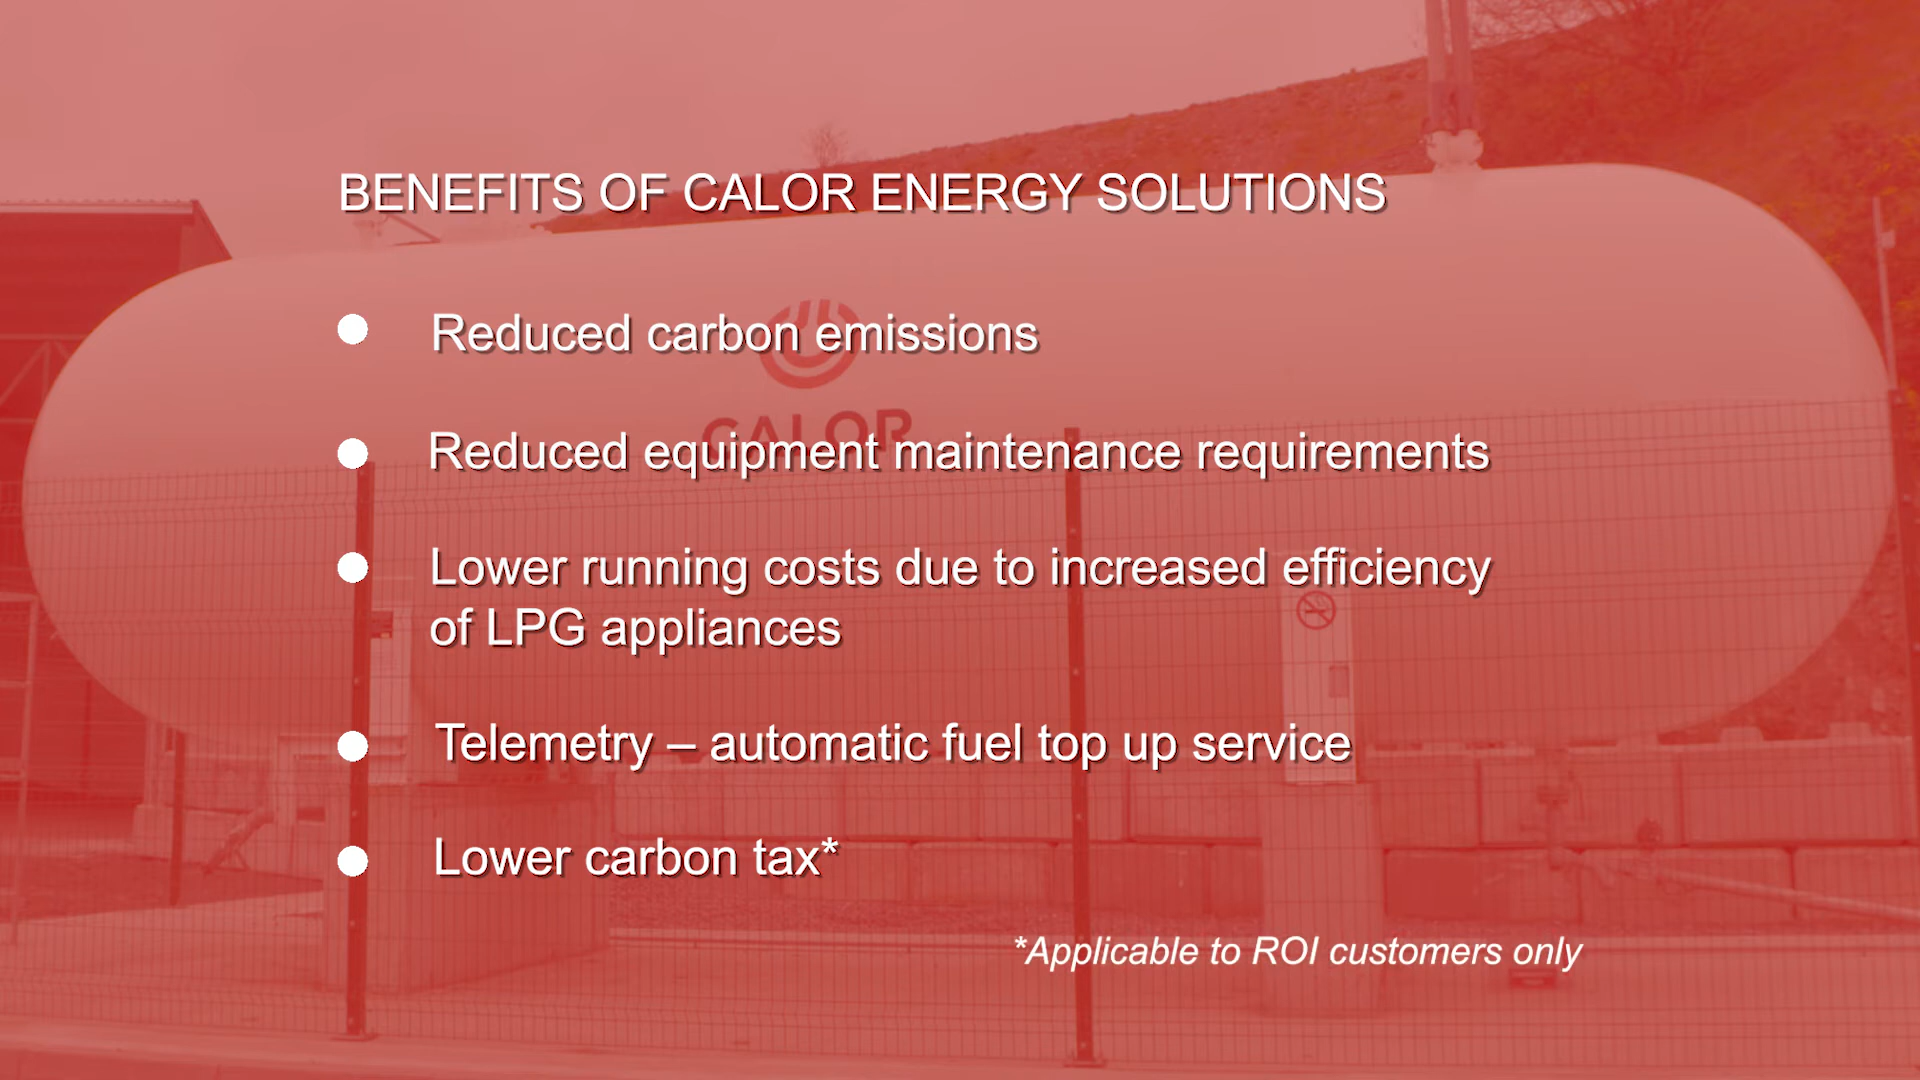 BENEFITS OF CALOR ENERGY SOLUTIONS
Reduced carbon emissions
CALOR
Reduced equipment maintenance requirements
Lower running costs due to increased efficiency
of LPG appliances
Telemetry – automatic fuel top up service
Lower carbon tax*
*Applicable to ROI customers only